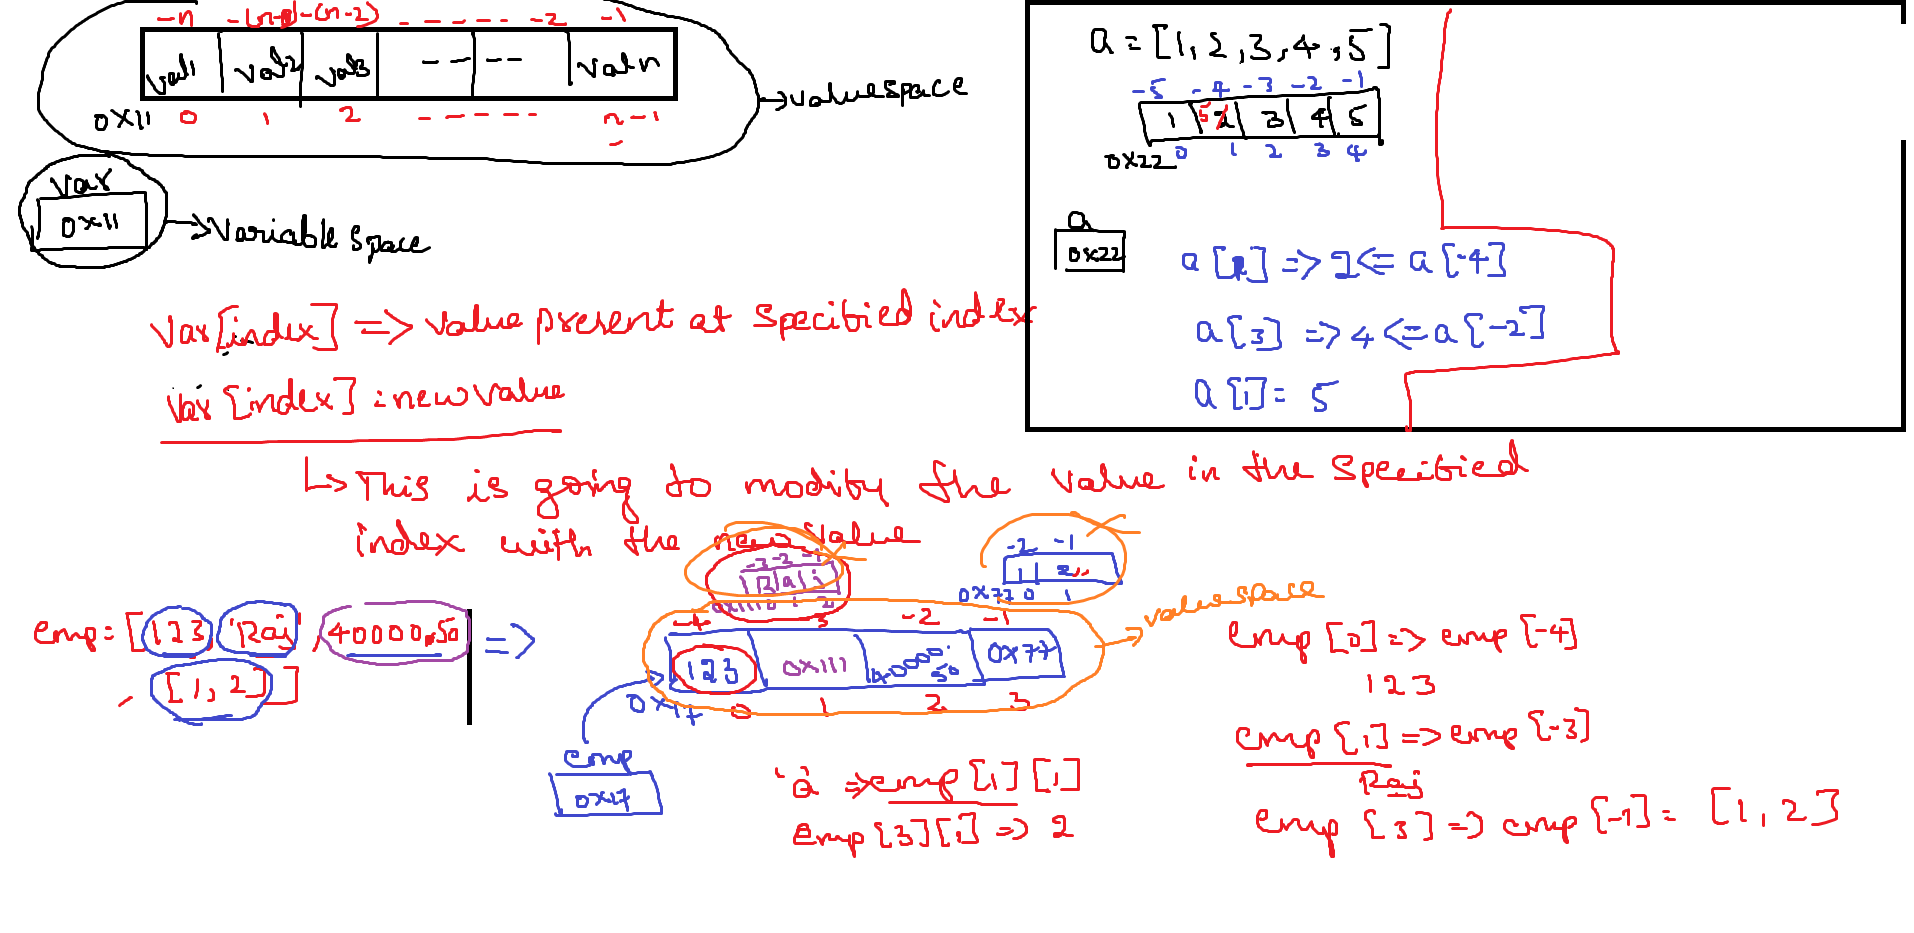 -n -(n-1) -(n-2) - - - - - - -2 -1
val1 val2 val3 - - - - valn
0x11 0 1 2 - - - - - - n-1
→ valuespace
var
0x11
→ Variable Space
var[index] => value present at specified index
var[index] = new value
↳ This is going to modify the value in the specified
index with the new value
a = [1, 2, 3, 4, 5]
-5 -4 -3 -2 -1
1 5 2 3 4 5
0x22 0 1 2 3 4
a
0x22
a[1] => 2 <= a[-4]
a[3] => 4 <= a[-2]
a[1] = 5
emp = [123, 'Raj', 40000.50
, [1, 2]]
=>
-3 -2 -1
R a j
0x111 0 1 2
-2 -1
1 2
0x77 0 1
-4 3 -2 -1
123 0x111 40000.50 0x77
0x17 0 1 2 3
→ valuespace
emp
0x17
'a' => emp[1][1]
emp[3][1] => 2
emp[0] => emp[-4]
123
emp[1] => emp[-3]
Raj
emp[3] => emp[-1] = [1, 2]